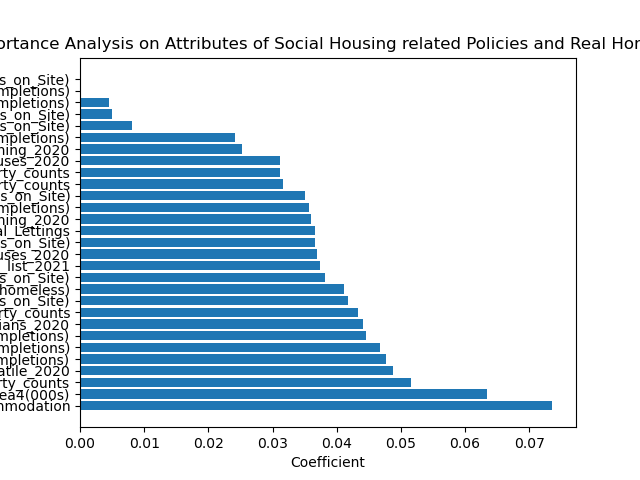 ortance Analysis on Attributes of Social Housing related Policies and Real Hor
s_on_Site)
mpletions)
mpletions)
s_on_Site)
s_on_Site)
mpletions)
ning_2020
uses_2020
rty_counts
rty_counts
s_on_Site)
mpletions)
ning_2020
al_Lettings
s_on_Site)
uses_2020
list_2021
s_on_Site)
homeless)
s_on_Site)
rty_counts
ians_2020
mpletions)
mpletions)
mpletions)
atile_2020
rty_counts
ea4(000s)
mmodation
0.00 0.01 0.02 0.03 0.04 0.05 0.06 0.07
Coefficient